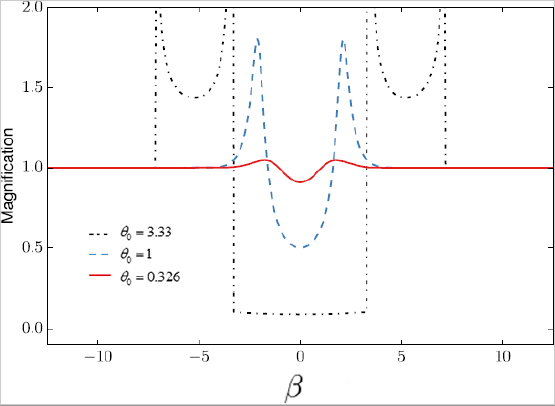 2.0
1.5
1.0
0.5
0.0
Magnification
θ₀ = 3.33
θ₀ = 1
θ₀ = 0.326
−10 −5 0 5 10
β